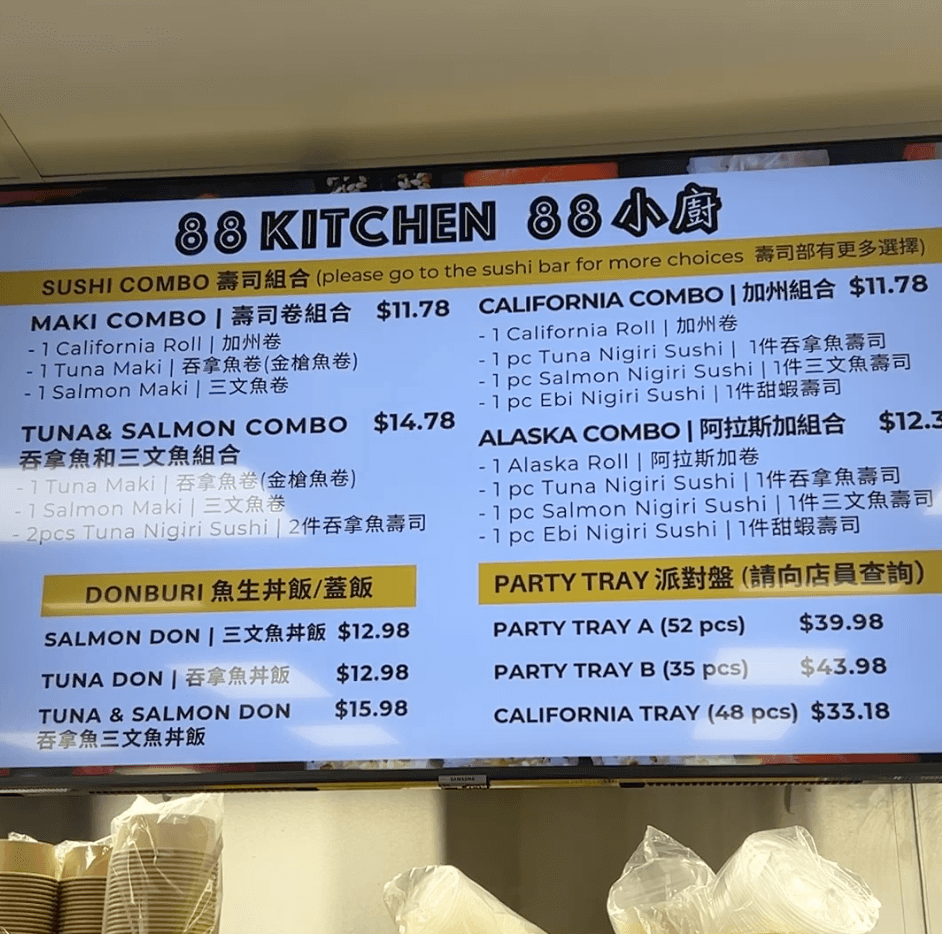 88 KITCHEN 88小廚
SUSHI COMBO 壽司組合 (please go to the sushi bar for more choices 壽司部有更多選擇)
MAKI COMBO | 壽司卷組合 $11.78
- 1 California Roll | 加州卷
- 1 Tuna Maki | 吞拿魚卷(金槍魚卷)
- 1 Salmon Maki | 三文魚卷
TUNA& SALMON COMBO $14.78
吞拿魚和三文魚組合
- 1 Tuna Maki | 吞拿魚卷(金槍魚卷)
- 1 Salmon Maki | 三文魚卷
- 2pcs Tuna Nigiri Sushi | 2件吞拿魚壽司
CALIFORNIA COMBO | 加州組合 $11.78
- 1 California Roll | 加州卷
- 1 pc Tuna Nigiri Sushi | 1件吞拿魚壽司
- 1 pc Salmon Nigiri Sushi | 1件三文魚壽司
- 1 pc Ebi Nigiri Sushi | 1件甜蝦壽司
ALASKA COMBO | 阿拉斯加組合 $12.3
- 1 Alaska Roll | 阿拉斯加卷
- 1 pc Tuna Nigiri Sushi | 1件吞拿魚壽司
- 1 pc Salmon Nigiri Sushi | 1件三文魚壽司
- 1 pc Ebi Nigiri Sushi | 1件甜蝦壽司
DONBURI 魚生丼飯/蓋飯
SALMON DON | 三文魚丼飯 $12.98
TUNA DON | 吞拿魚丼飯 $12.98
TUNA & SALMON DON $15.98
吞拿魚三文魚丼飯
PARTY TRAY 派對盤 (請向店員查詢)
PARTY TRAY A (52 pcs) $39.98
PARTY TRAY B (35 pcs) $43.98
CALIFORNIA TRAY (48 pcs) $33.18
SAMSUNG